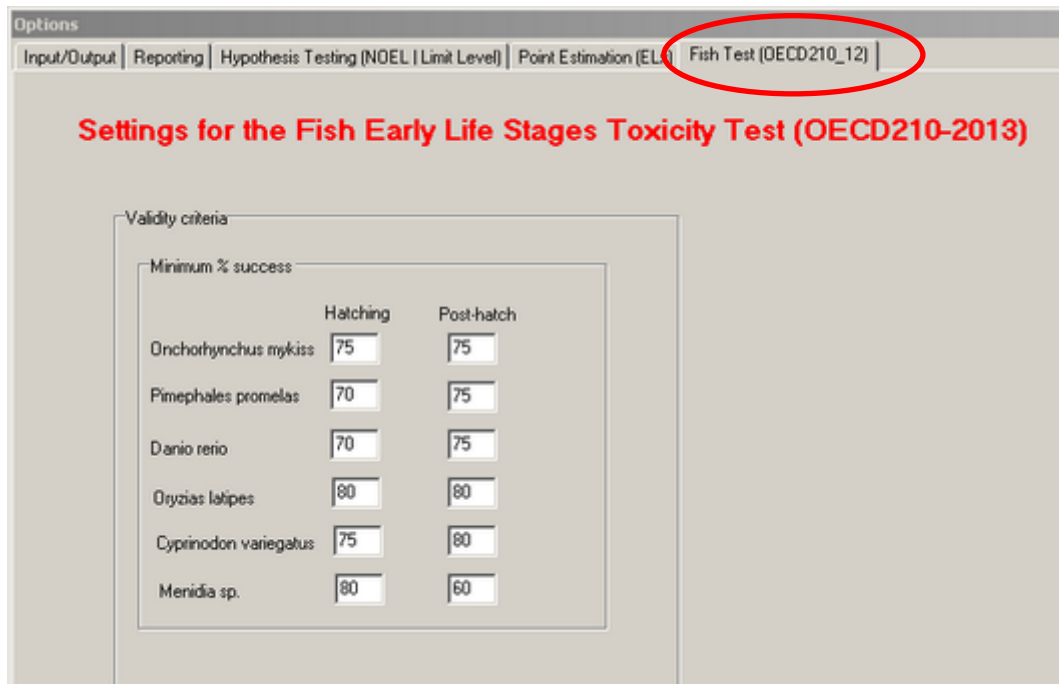 Options
Input/Output Reporting Hypothesis Testing (NOEL | Limit Level) Point Estimation (ELx) Fish Test (OECD210_12)
Settings for the Fish Early Life Stages Toxicity Test (OECD210-2013)
Validity criteria
Minimum % success
Hatching Post-hatch
Onchorhynchus mykiss 75 75
Pimephales promelas 70 75
Danio rerio 70 75
Oryzias latipes 80 80
Cyprinodon variegatus 75 80
Menidia sp. 80 60